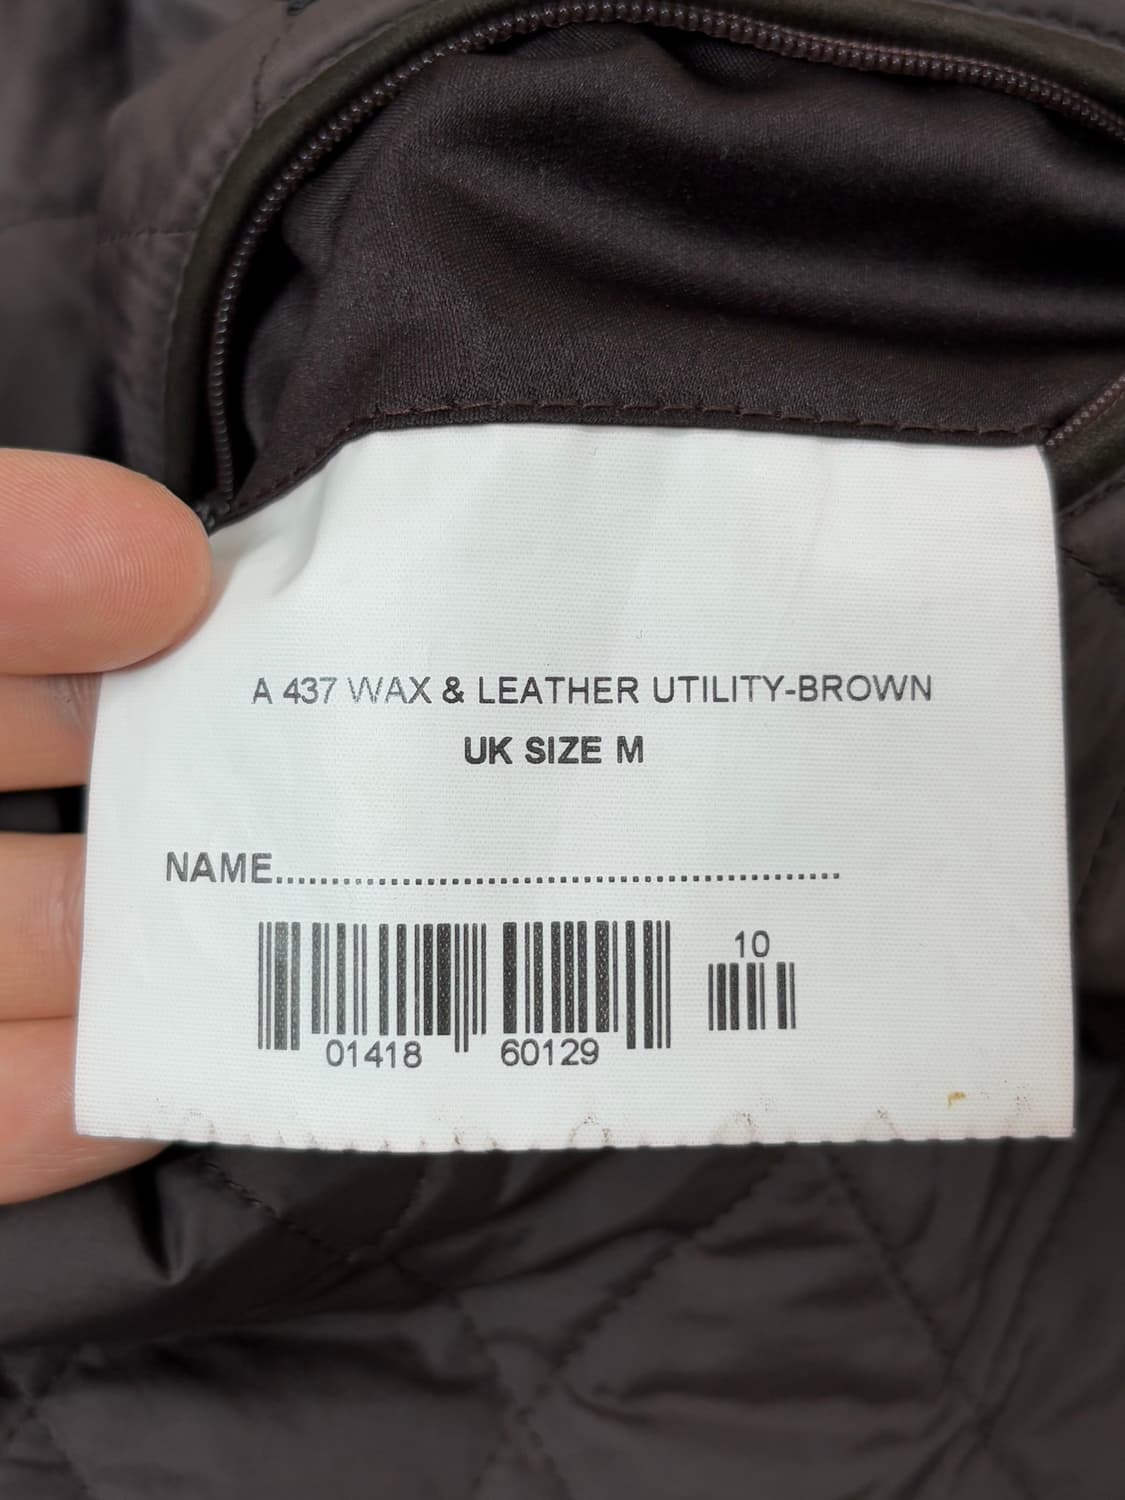 A 437 WAX & LEATHER UTILITY-BROWN
UK SIZE M
NAME..................................................
10
01418 60129